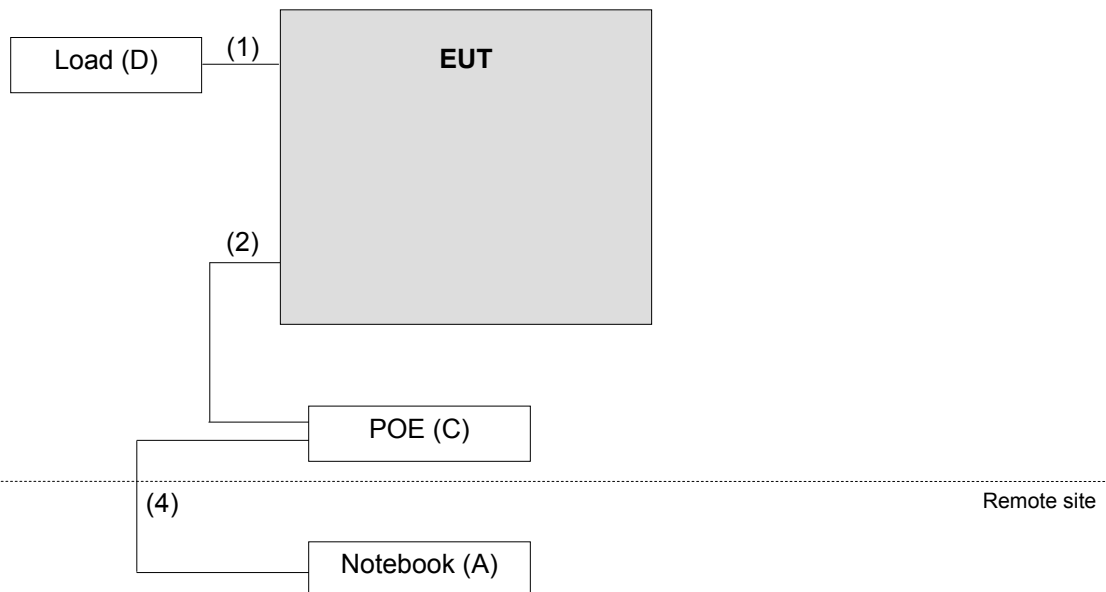 Load (D)
(1)
EUT
(2)
POE (C)
(4)
Remote site
Notebook (A)